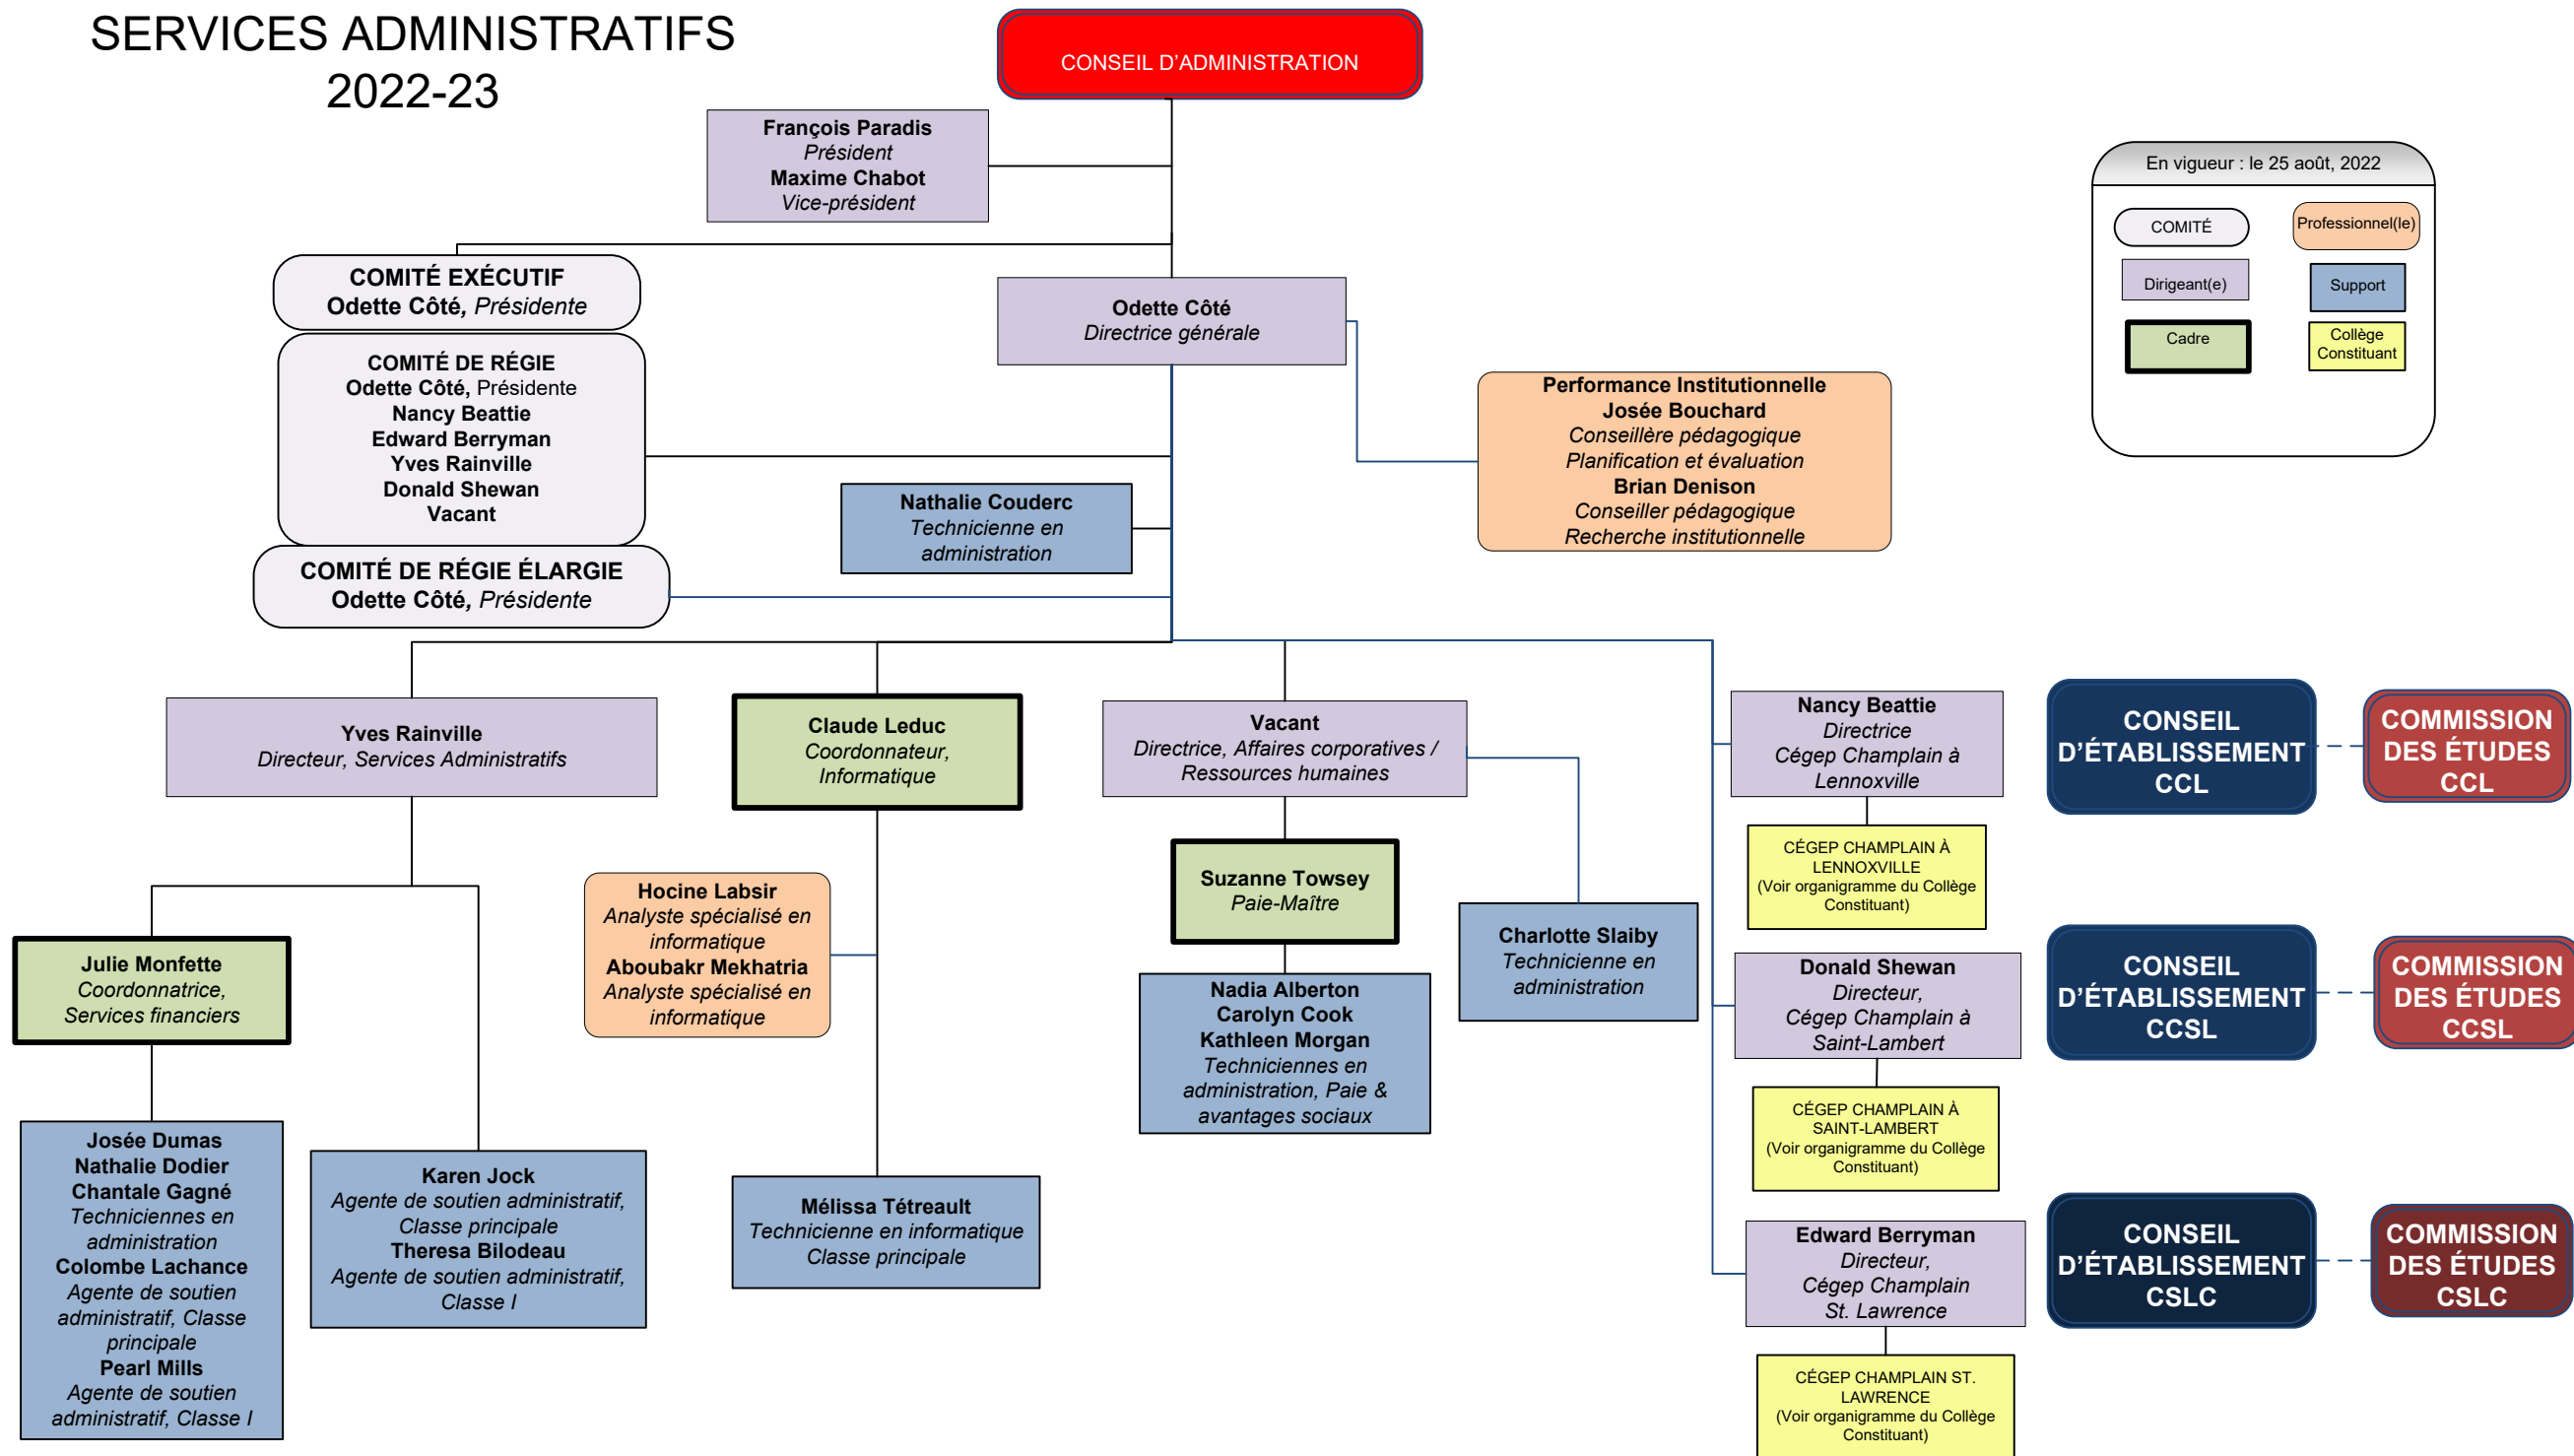 SERVICES ADMINISTRATIFS
2022-23
CONSEIL D'ADMINISTRATION
François Paradis
Président
Maxime Chabot
Vice-président
En vigueur : le 25 août, 2022
COMITÉ
Professionnel(le)
Dirigeant(e)
Support
Cadre
Collège
Constituant
COMITÉ EXÉCUTIF
Odette Côté, Présidente
Odette Côté
Directrice générale
COMITÉ DE RÉGIE
Odette Côté, Présidente
Nancy Beattie
Edward Berryman
Yves Rainville
Donald Shewan
Vacant
Performance Institutionnelle
Josée Bouchard
Conseillère pédagogique
Planification et évaluation
Brian Denison
Conseiller pédagogique
Recherche institutionnelle
Nathalie Couderc
Technicienne en
administration
COMITÉ DE RÉGIE ÉLARGIE
Odette Côté, Présidente
Yves Rainville
Directeur, Services Administratifs
Claude Leduc
Coordonnateur,
Informatique
Vacant
Directrice, Affaires corporatives /
Ressources humaines
Nancy Beattie
Directrice
Cégep Champlain à
Lennoxville
CONSEIL
D'ÉTABLISSEMENT
CCL
COMMISSION
DES ÉTUDES
CCL
CÉGEP CHAMPLAIN À
LENNOXVILLE
(Voir organigramme du Collège
Constituant)
Julie Monfette
Coordonnatrice,
Services financiers
Hocine Labsir
Analyste spécialisé en
informatique
Aboubakr Mekhatria
Analyste spécialisé en
informatique
Suzanne Towsey
Paie-Maître
Charlotte Slaiby
Technicienne en
administration
Nadia Alberton
Carolyn Cook
Kathleen Morgan
Techniciennes en
administration, Paie &
avantages sociaux
Donald Shewan
Directeur,
Cégep Champlain à
Saint-Lambert
CONSEIL
D'ÉTABLISSEMENT
CCSL
COMMISSION
DES ÉTUDES
CCSL
CÉGEP CHAMPLAIN À
SAINT-LAMBERT
(Voir organigramme du Collège
Constituant)
Josée Dumas
Nathalie Dodier
Chantale Gagné
Techniciennes en
administration
Colombe Lachance
Agente de soutien
administratif, Classe
principale
Pearl Mills
Agente de soutien
administratif, Classe I
Karen Jock
Agente de soutien administratif,
Classe principale
Theresa Bilodeau
Agente de soutien administratif,
Classe I
Mélissa Tétreault
Technicienne en informatique
Classe principale
Edward Berryman
Directeur,
Cégep Champlain
St. Lawrence
CONSEIL
D'ÉTABLISSEMENT
CSLC
COMMISSION
DES ÉTUDES
CSLC
CÉGEP CHAMPLAIN ST.
LAWRENCE
(Voir organigramme du Collège
Constituant)